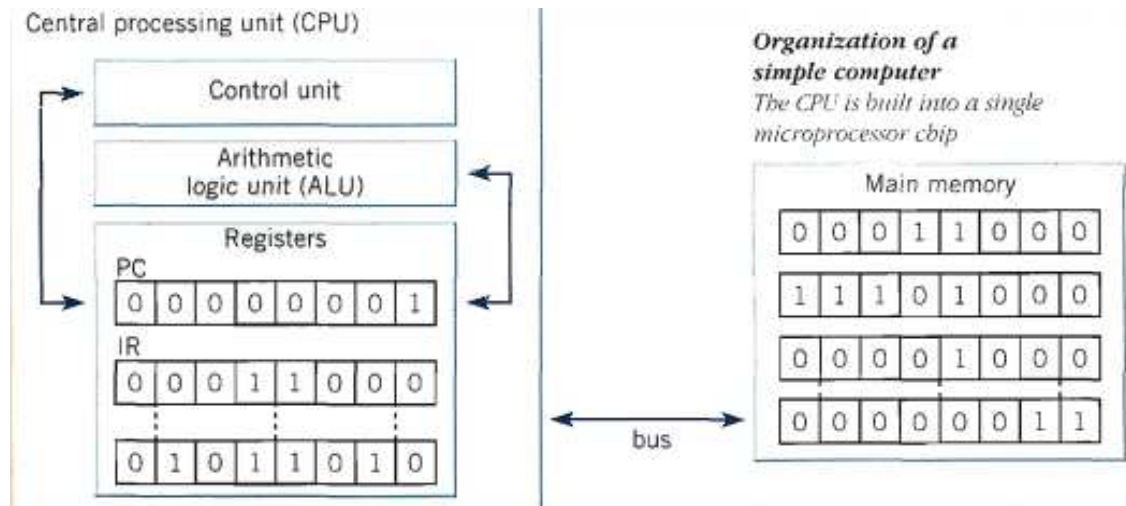 Central processing unit (CPU)
Control unit
Arithmetic
logic unit (ALU)
Registers
PC
0 0 0 0 0 0 0 1
IR
0 0 0 1 1 0 0 0
0 1 0 1 1 0 1 0
bus
Organization of a
simple computer
The CPU is built into a single
microprocessor chip
Main memory
0 0 0 1 1 0 0 0
1 1 1 0 1 0 0 0
0 0 0 0 1 0 0 0
0 0 0 0 0 0 1 1